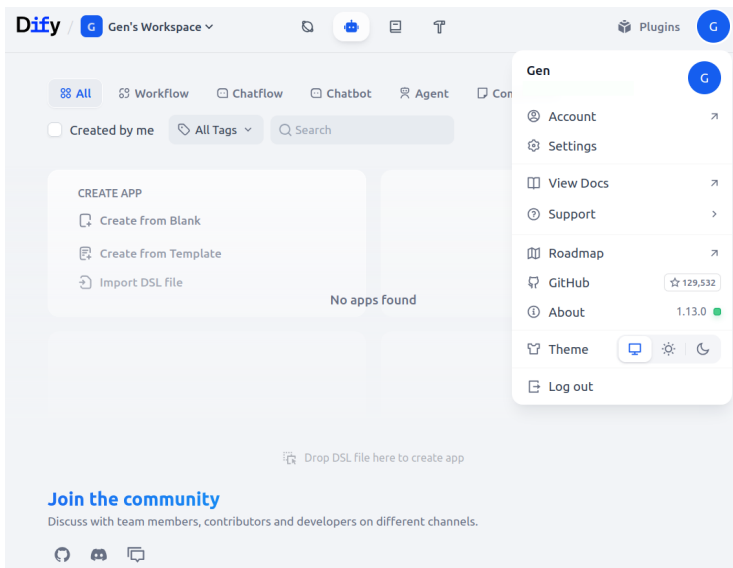 Dify / G Gen's Workspace Plugins G
All Workflow Chatflow Chatbot Agent Con
Created by me All Tags Search
CREATE APP
Create from Blank
Create from Template
Import DSL file
No apps found
Drop DSL file here to create app
Join the community
Discuss with team members, contributors and developers on different channels.
Gen G
Account
Settings
View Docs
Support
Roadmap
GitHub 129,532
About 1.13.0
Theme
Log out